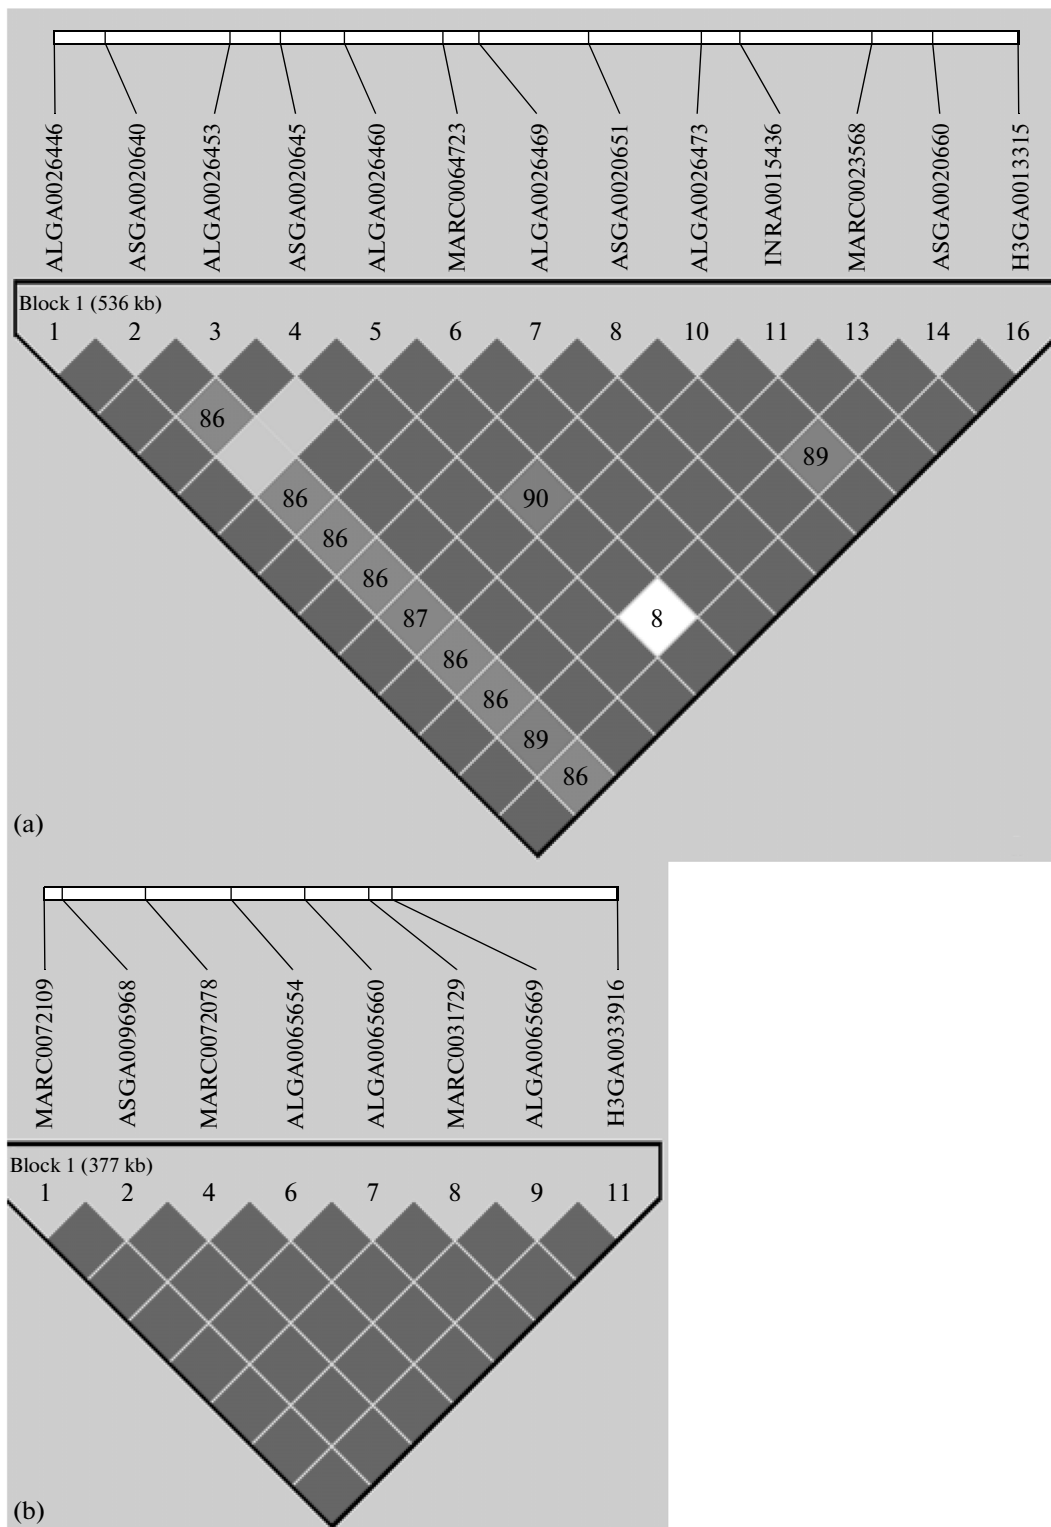 ALGA0026446
ASGA0020640
ALGA0026453
ASGA0020645
ALGA0026460
MARC0064723
ALGA0026469
ASGA0020651
ALGA0026473
INRA0015436
MARC0023568
ASGA0020660
H3GA0013315
Block 1 (536 kb)
1 2 3 4 5 6 7 8 10 11 13 14 16
86
89
86 90
86
86
87 8
86
86
89
86
(a)
MARC0072109
ASGA0096968
MARC0072078
ALGA0065654
ALGA0065660
MARC0031729
ALGA0065669
H3GA0033916
Block 1 (377 kb)
1 2 4 6 7 8 9 11
(b)